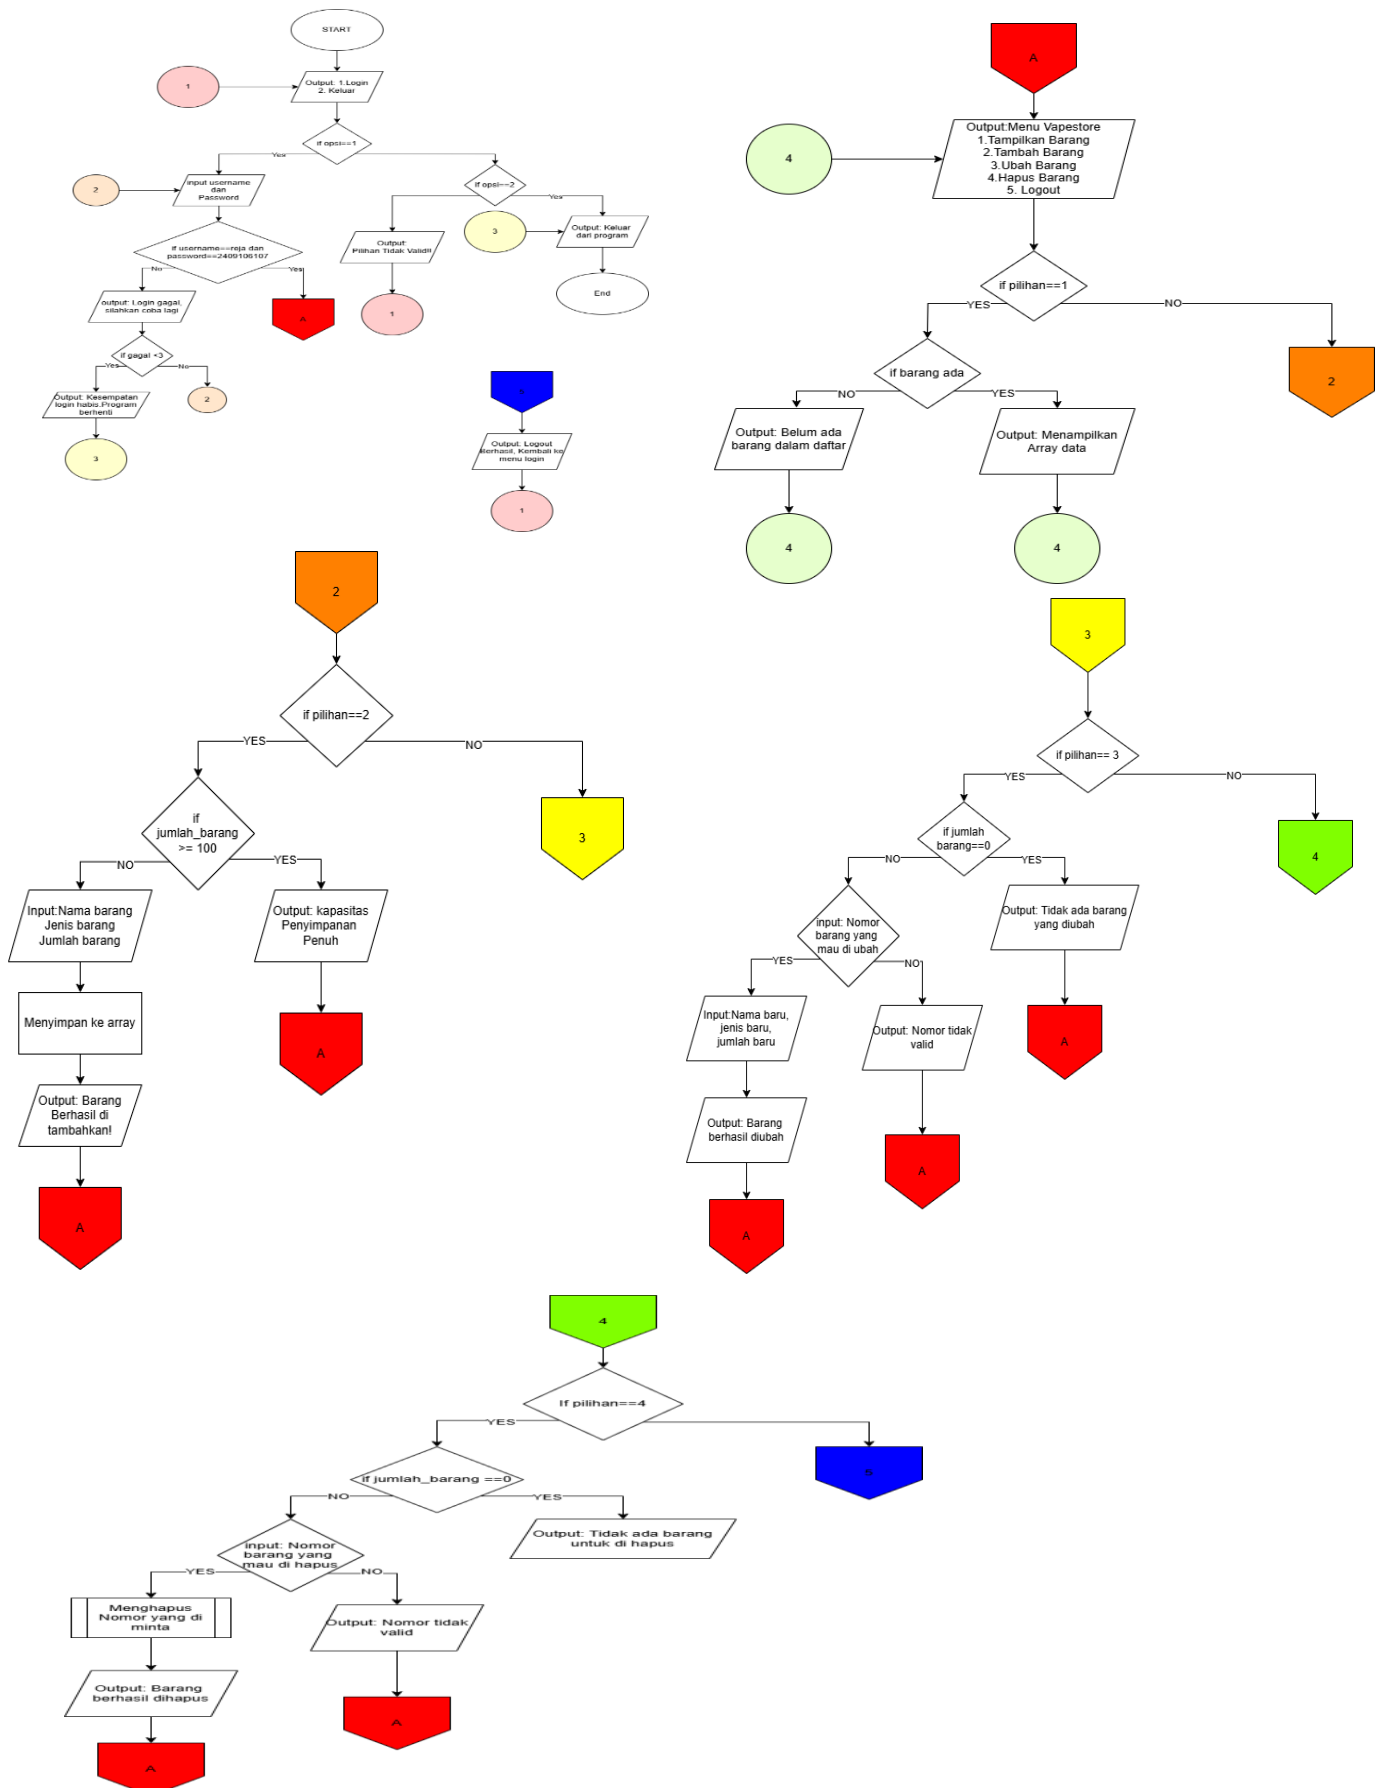 START
1
Output: 1.Login
2. Keluar
if opsi==1
Yes
2
input username
dan
Password
if opsi==2
Yes
3
Output:
Pilihan Tidak Valid!!
Output: Keluar
dari program
if username==reja dan
password==2409106107
No
Yes
End
output: Login gagal,
silahkan coba lagi
A
1
if gagal <3
Yes
No
Output: Kesempatan
login habis.Program
berhenti
2
3
Output: Logout
Berhasil, Kembali ke
menu login
1
A
4
Output:Menu Vapestore
1.Tampilkan Barang
2.Tambah Barang
3.Ubah Barang
4.Hapus Barang
5. Logout
if pilihan==1
YES
NO
if barang ada
2
NO
YES
Output: Belum ada
barang dalam daftar
Output: Menampilkan
Array data
4
4
2
if pilihan==2
YES
NO
if
jumlah_barang
>= 100
3
NO
YES
Input:Nama barang
Jenis barang
Jumlah barang
Output: kapasitas
Penyimpanan
Penuh
Menyimpan ke array
A
Output: Barang
Berhasil di
tambahkan!
A
3
if pilihan== 3
YES
NO
if jumlah
barang==0
4
NO
YES
input: Nomor
barang yang
mau di ubah
Output: Tidak ada barang
yang diubah
YES
NO
Input:Nama baru,
jenis baru,
jumlah baru
Output: Nomor tidak
valid
A
Output: Barang
berhasil diubah
A
A
4
If pilihan==4
YES
if jumlah_barang ==0
5
NO
YES
input: Nomor
barang yang
mau di hapus
Output: Tidak ada barang
untuk di hapus
YES
NO
Menghapus
Nomor yang di
minta
Output: Nomor tidak
valid
Output: Barang
berhasil dihapus
A
A